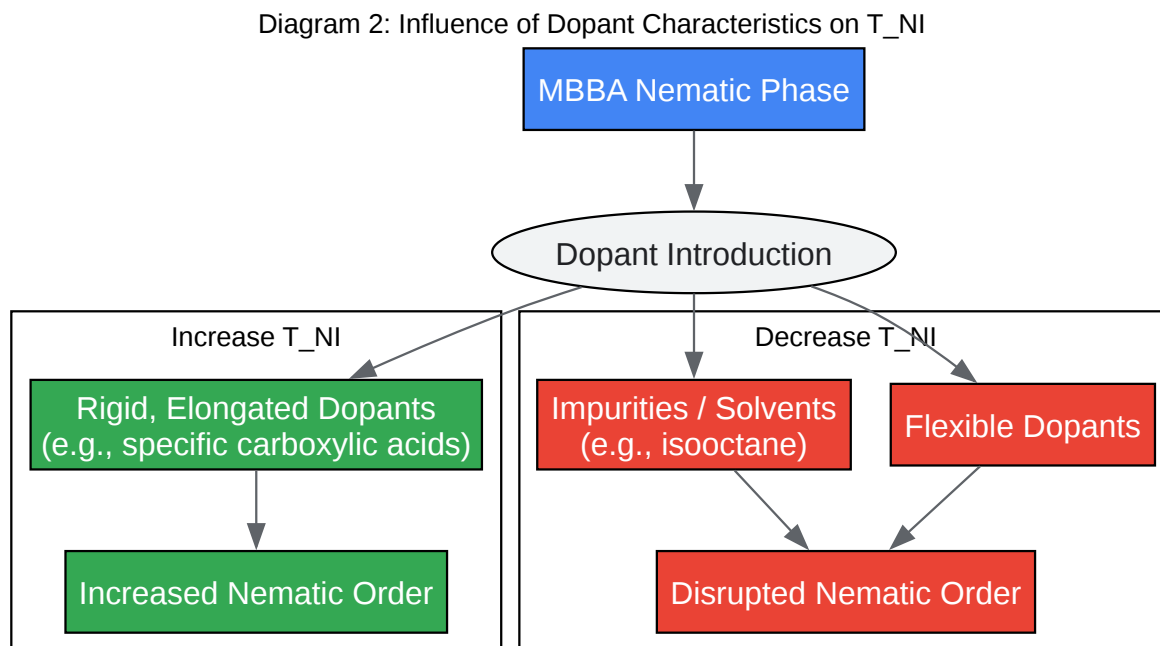 Diagram 2: Influence of Dopant Characteristics on T_NI
MBBA Nematic Phase
Dopant Introduction
Increase T_NI
Rigid, Elongated Dopants
(e.g., specific carboxylic acids)
Increased Nematic Order
Decrease T_NI
Impurities / Solvents
(e.g., isooctane)
Flexible Dopants
Disrupted Nematic Order